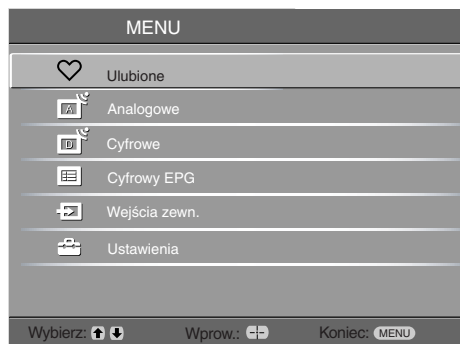 MENU
Ulubione
A Analogowe
D Cyfrowe
Cyfrowy EPG
Wejścia zewn.
Ustawienia
Wybierz: Wprow.: Koniec: MENU